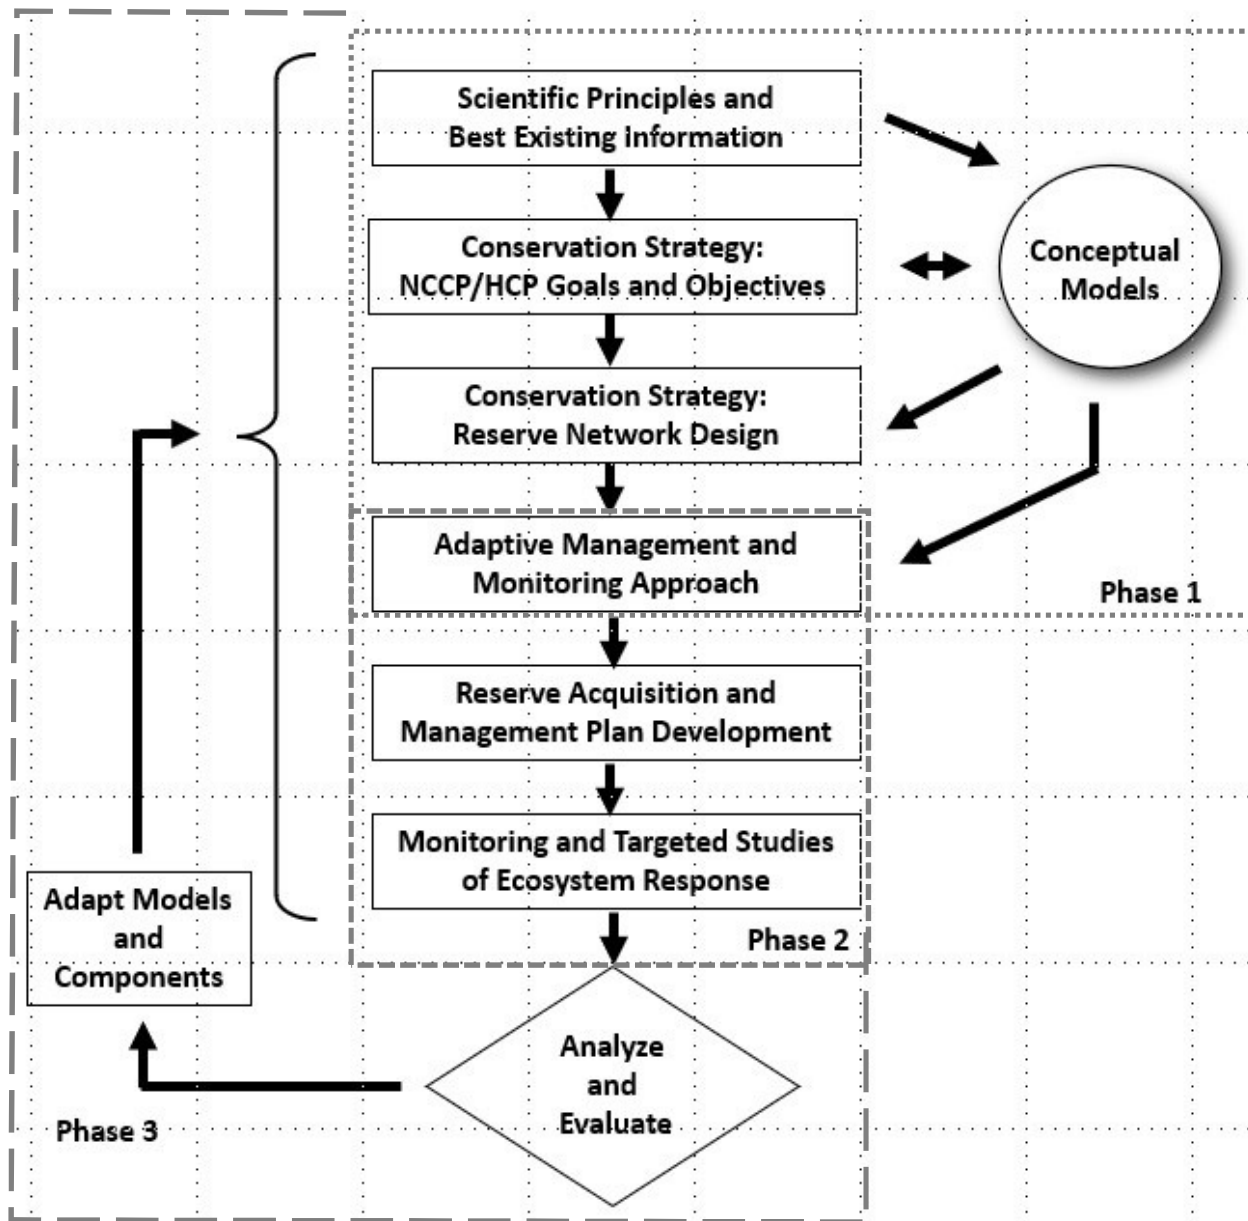 Scientific Principles and
Best Existing Information
Conservation Strategy:
NCCP/HCP Goals and Objectives
Conceptual
Models
Conservation Strategy:
Reserve Network Design
Adaptive Management and
Monitoring Approach
Phase 1
Reserve Acquisition and
Management Plan Development
Monitoring and Targeted Studies
of Ecosystem Response
Phase 2
Adapt Models
and
Components
Analyze
and
Evaluate
Phase 3